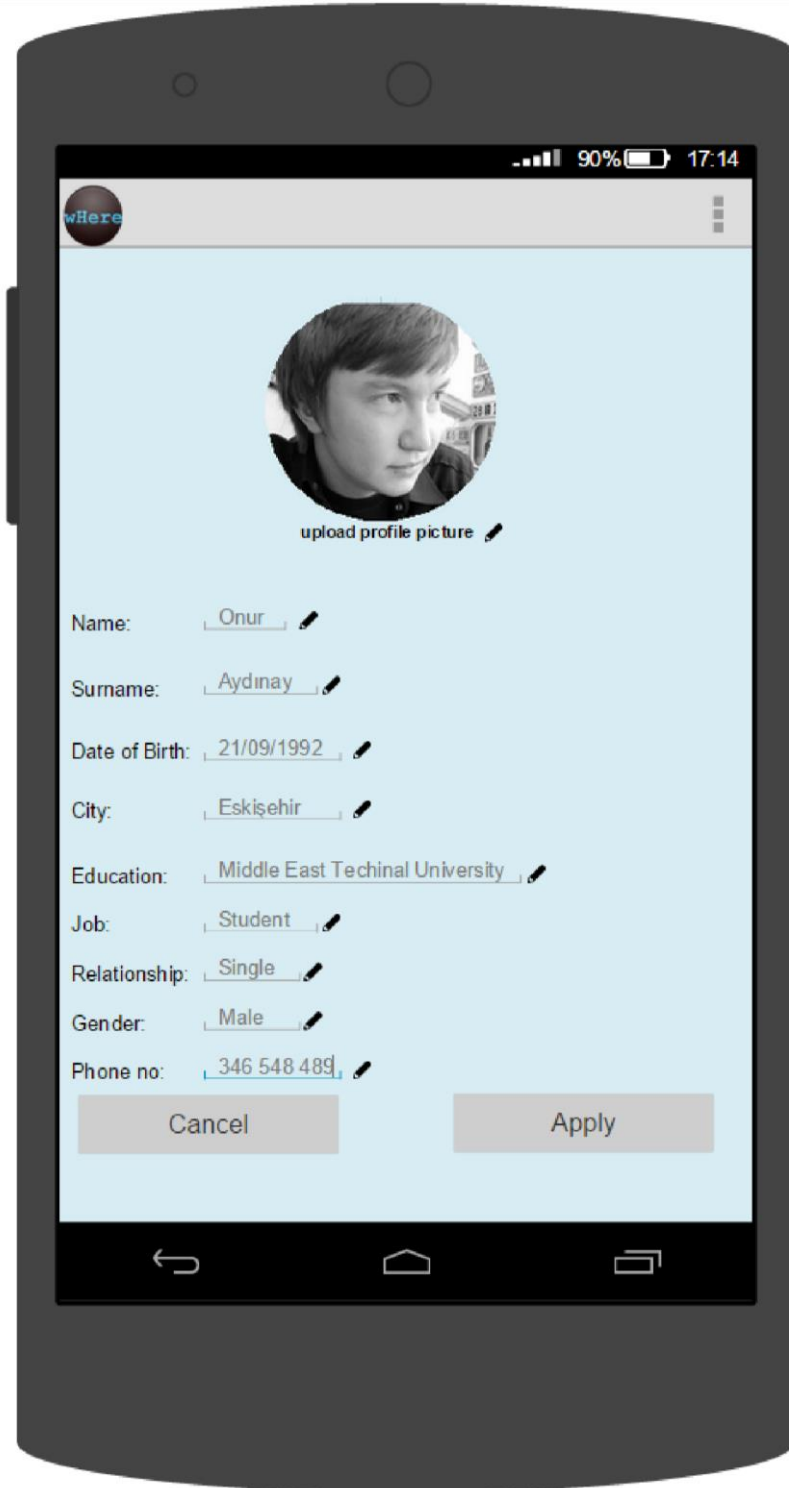 90% 17:14
wHere
upload profile picture
Name: Onur
Surname: Aydınay
Date of Birth: 21/09/1992
City: Eskişehir
Education: Middle East Techinal University
Job: Student
Relationship: Single
Gender: Male
Phone no: 346 548 489
Cancel Apply